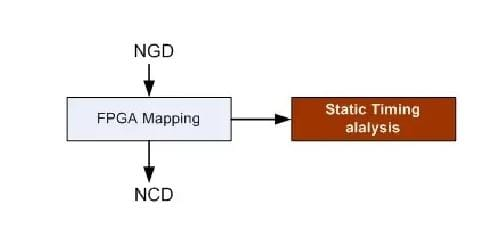 NGD
FPGA Mapping
Static Timing
alalysis
NCD